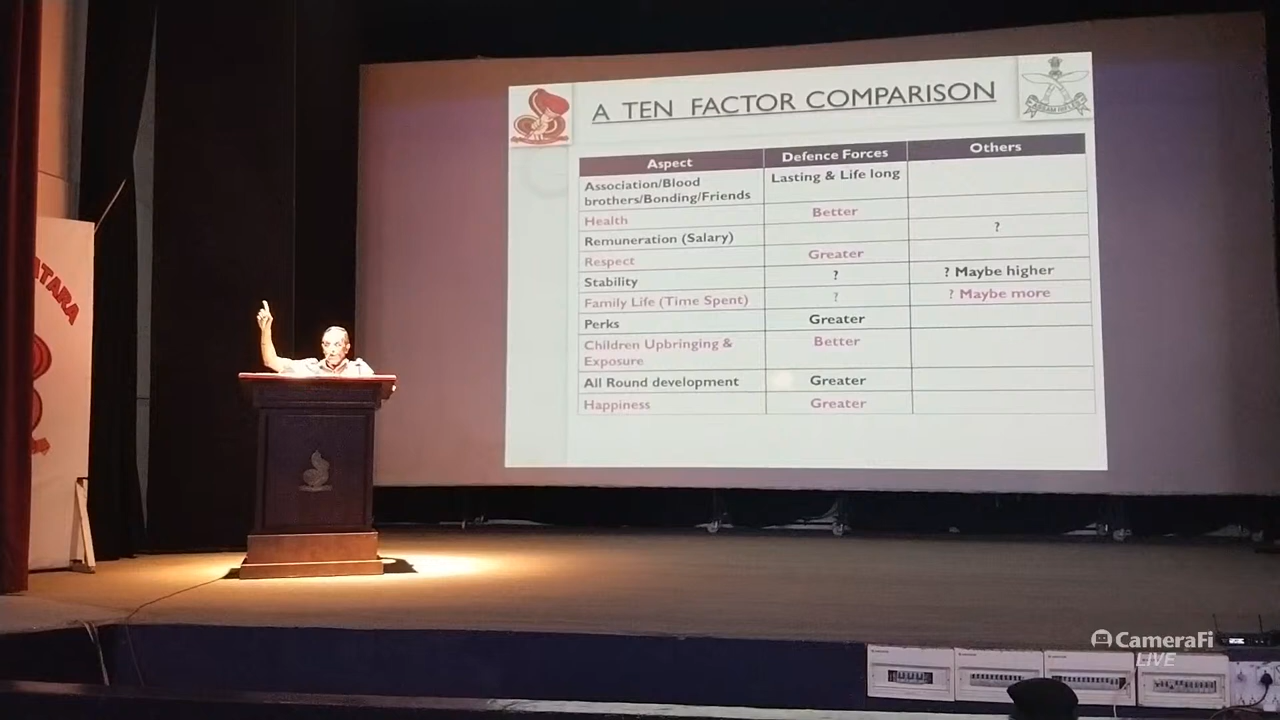 A TEN FACTOR COMPARISON
ASSAM RIFLES
Aspect Defence Forces Others
Association/Blood Lasting & Life long
brothers/Bonding/Friends
Health Better
Remuneration (Salary) ?
Respect Greater
Stability ? ? Maybe higher
Family Life (Time Spent) ? ? Maybe more
Perks Greater
Children Upbringing & Better
Exposure
All Round development Greater
Happiness Greater
CameraFi
LIVE